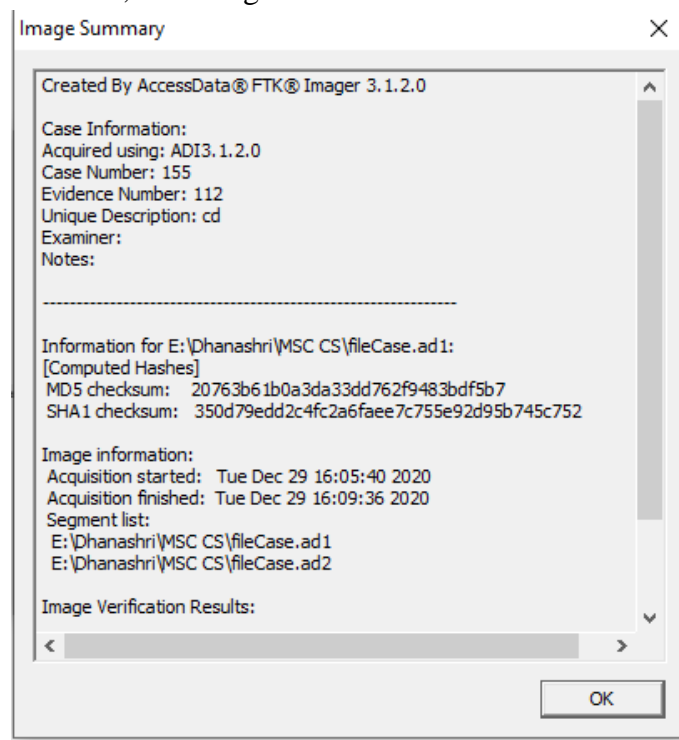 Image Summary
Created By AccessData® FTK® Imager 3.1.2.0
Case Information:
Acquired using: ADI3.1.2.0
Case Number: 155
Evidence Number: 112
Unique Description: cd
Examiner:
Notes:
--------------------------------------------------------------
Information for E:\Dhanashri\MSC CS\fileCase.ad1:
[Computed Hashes]
MD5 checksum: 20763b61b0a3da33dd762f9483bdf5b7
SHA1 checksum: 350d79edd2c4fc2a6faee7c755e92d95b745c752
Image information:
Acquisition started: Tue Dec 29 16:05:40 2020
Acquisition finished: Tue Dec 29 16:09:36 2020
Segment list:
E:\Dhanashri\MSC CS\fileCase.ad1
E:\Dhanashri\MSC CS\fileCase.ad2
Image Verification Results:
OK